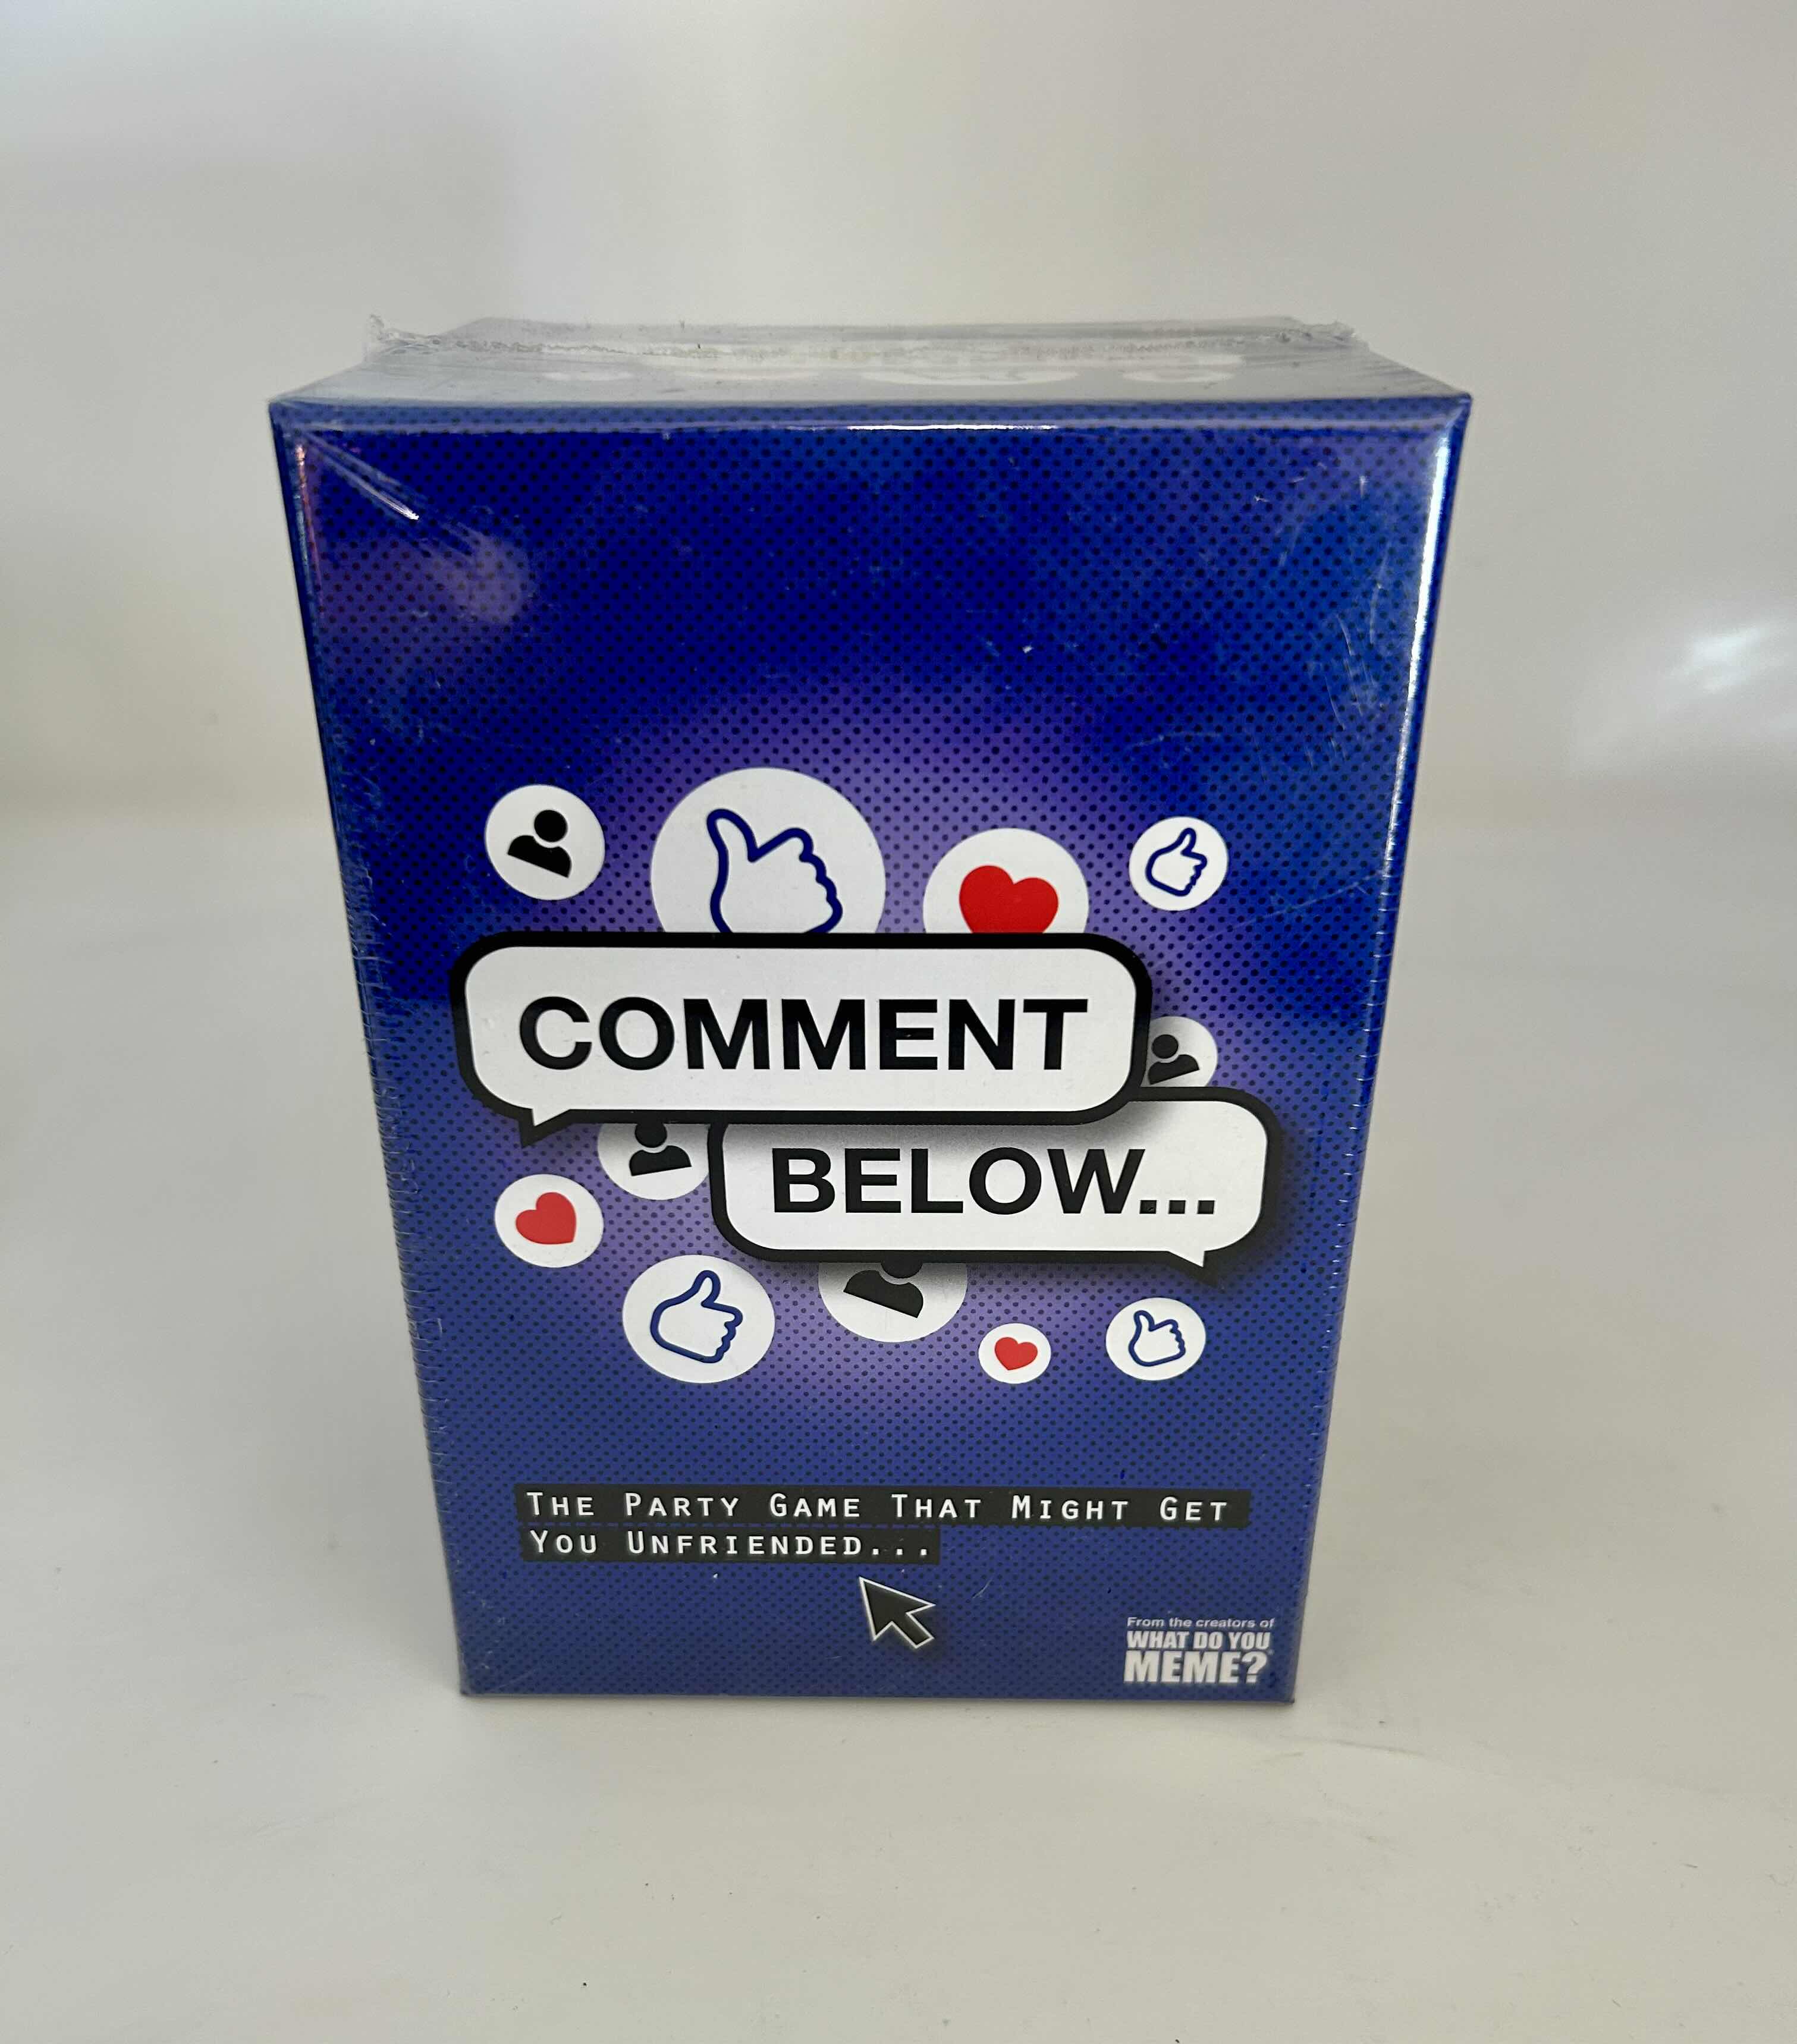 COMMENT
BELOW...
The Party Game That Might Get
You Unfriended...
From the creators of
WHAT DO YOU
MEME?